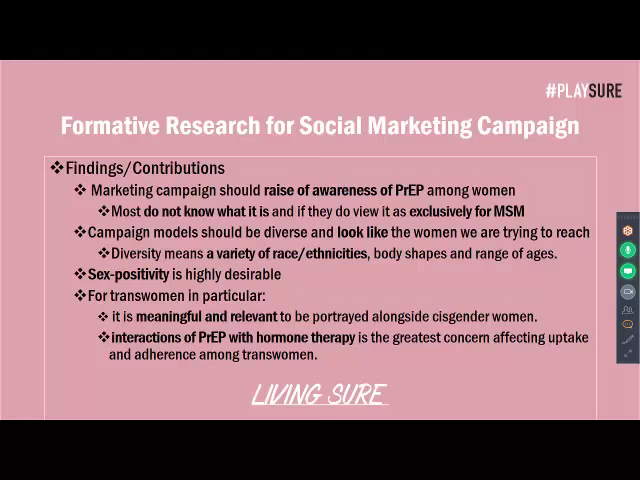 #PLAYSURE
Formative Research for Social Marketing Campaign
❖Findings/Contributions
❖Marketing campaign should raise of awareness of PrEP among women
❖Most do not know what it is and if they do view it as exclusively for MSM
❖Campaign models should be diverse and look like the women we are trying to reach
❖Diversity means a variety of race/ethnicities, body shapes and range of ages.
❖Sex-positivity is highly desirable
❖For transwomen in particular:
❖it is meaningful and relevant to be portrayed alongside cisgender women.
❖interactions of PrEP with hormone therapy is the greatest concern affecting uptake
and adherence among transwomen.
LIVING SURE